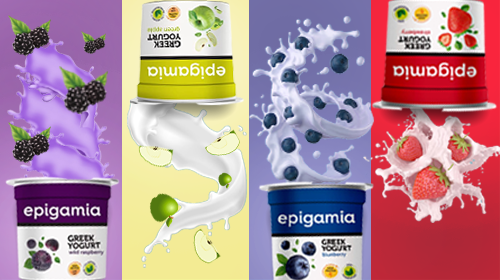 epigamia
GREEK
YOGURT
wild raspberry
epigamia
GREEK
YOGURT
green apple
epigamia
GREEK
YOGURT
blueberry
epigamia
GREEK
YOGURT
strawberry